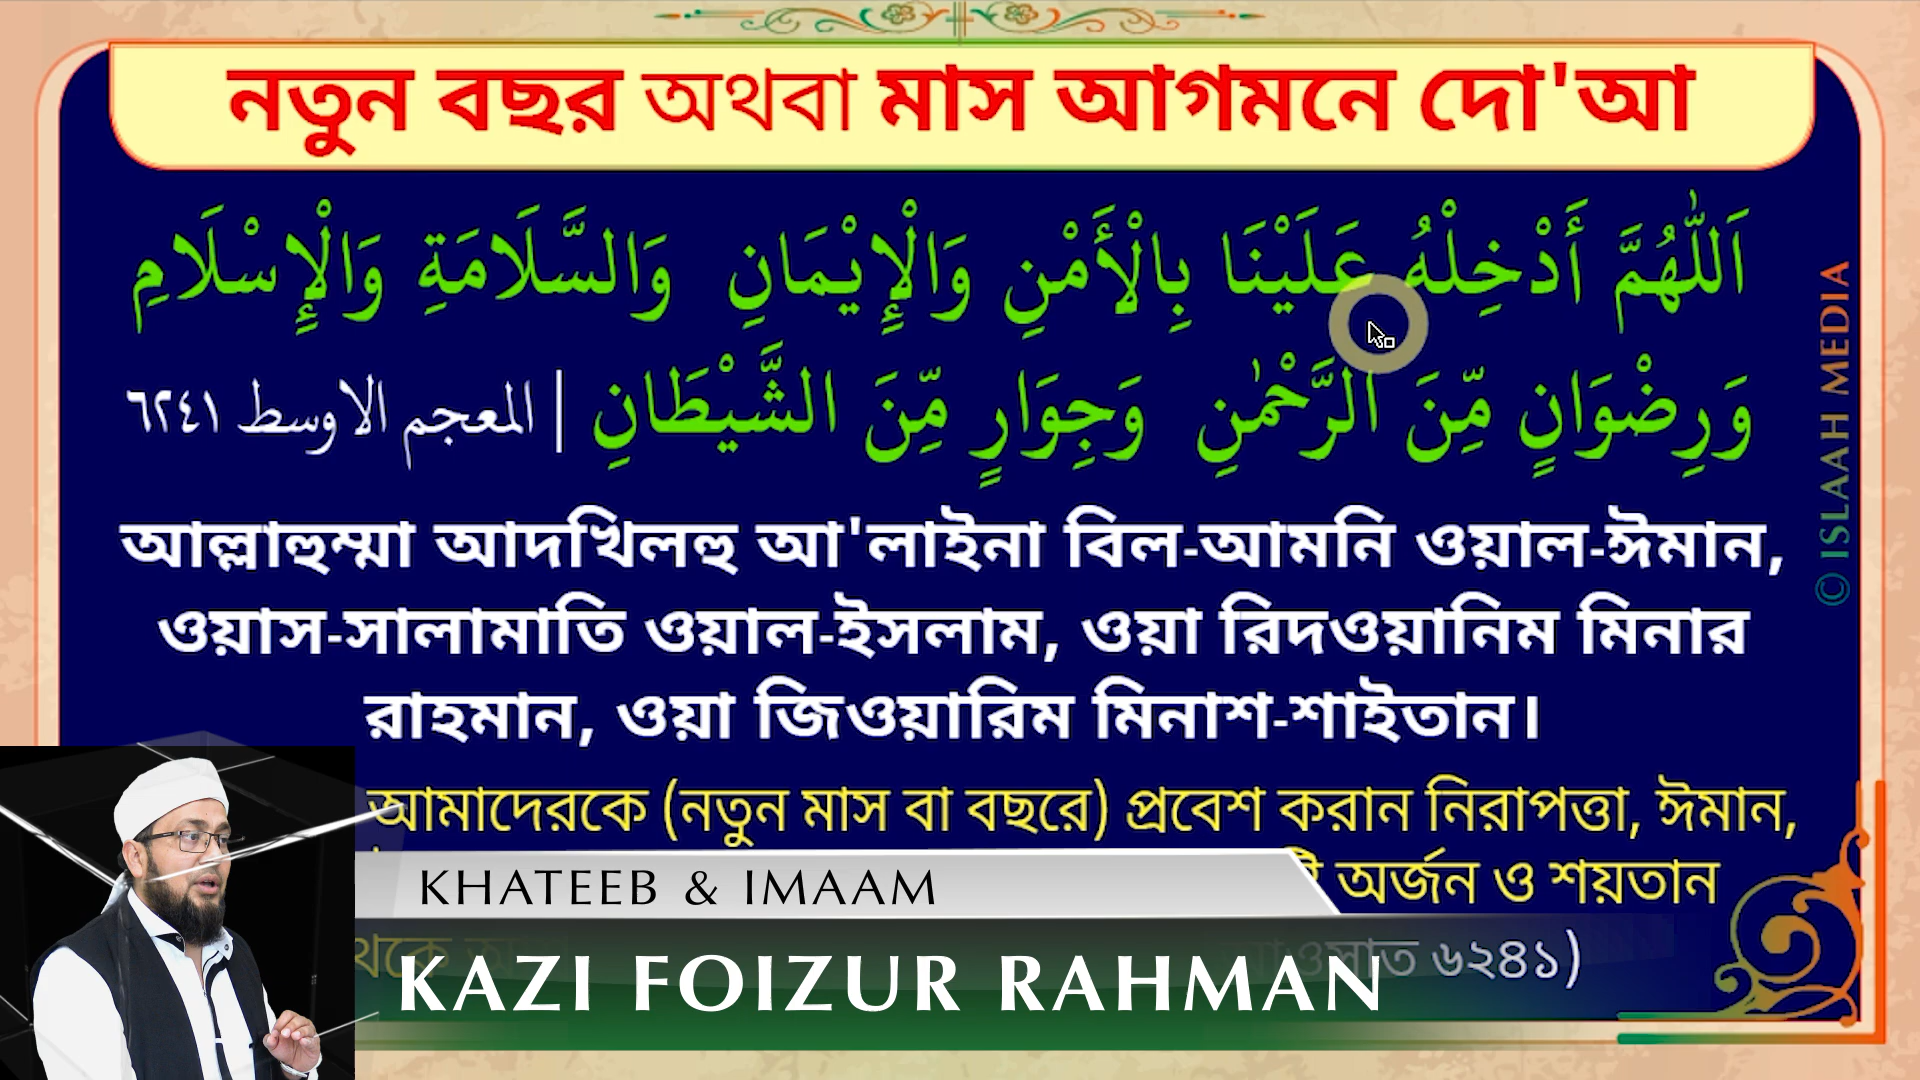 নতুন বছর অথবা মাস আগমনে দো'আ
اَللّٰهُمَّ أَدْخِلْهُ عَلَيْنَا بِالْأَمْنِ وَالْإِيْمَانِ وَالسَّلَامَةِ وَالْإِسْلَامِ
وَرِضْوَانٍ مِّنَ الرَّحْمٰنِ وَجِوَارٍ مِّنَ الشَّيْطَانِ | المعجم الاوسط ٦٢٤١
আল্লাহুম্মা আদখিলহু আ'লাইনা বিল-আমনি ওয়াল-ঈমান,
ওয়াস-সালামাতি ওয়াল-ইসলাম, ওয়া রিদওয়ানিম মিনার
রাহমান, ওয়া জিওয়ারিম মিনাশ-শাইতান।
আমাদেরকে (নতুন মাস বা বছরে) প্রবেশ করান নিরাপত্তা, ঈমান,
অর্জন ও শয়তান
৬২৪১)
KHATEEB & IMAAM
KAZI FOIZUR RAHMAN
© ISLAAH MEDIA